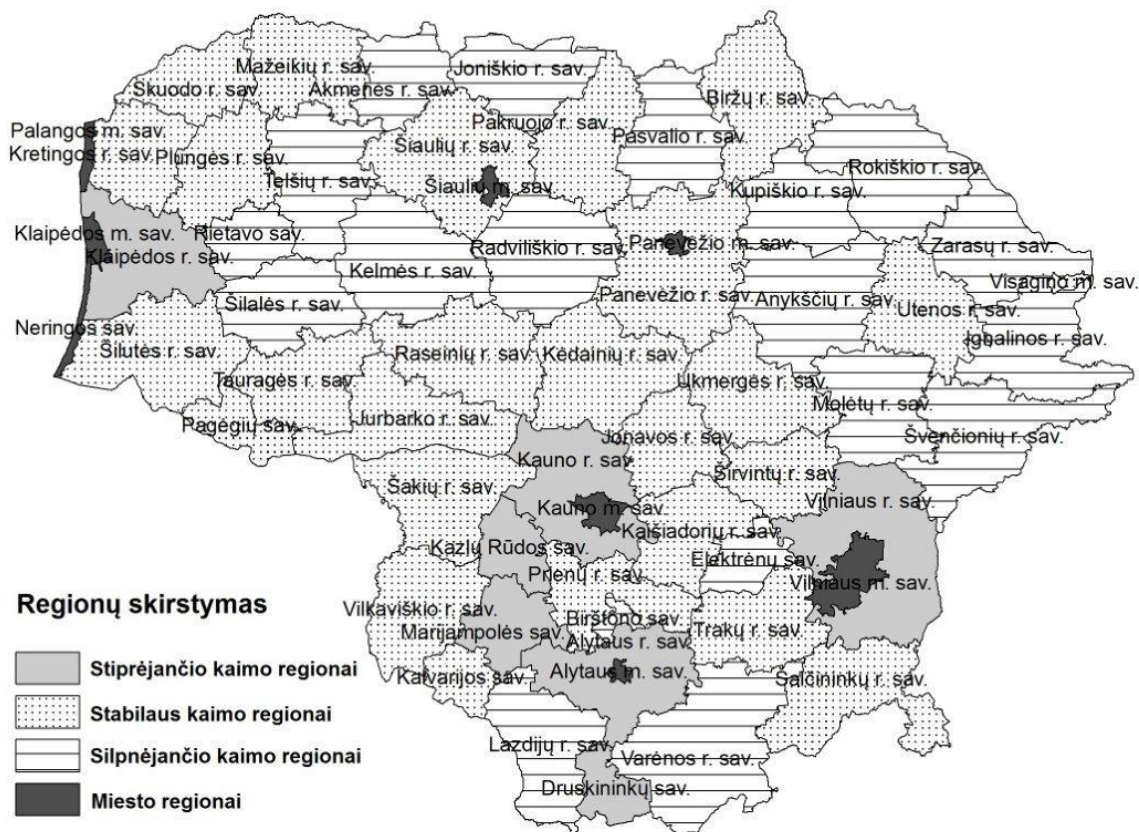 Mažeikių r. sav.
Skuodo r. sav.
Akmenės r. sav.
Joniškio r. sav.
Biržų r. sav.
Palangos m. sav.
Kretingos r. sav.
Plungės r. sav.
Telšių r. sav.
Šiaulių r. sav.
Šiaulių m. sav.
Pakruojo r. sav.
Pasvalio r. sav.
Rokiškio r. sav.
Kupiškio r. sav.
Klaipėdos m. sav.
Klaipėdos r. sav.
Rietavo sav.
Kelmės r. sav.
Radviliškio r. sav.
Panevėžio m. sav.
Panevėžio r. sav.
Anykščių r. sav.
Zarasų r. sav.
Visagino m. sav.
Utenos r. sav.
Ignalinos r. sav.
Šilalės r. sav.
Neringos sav.
Šilutės r. sav.
Tauragės r. sav.
Raseinių r. sav.
Kėdainių r. sav.
Ukmergės r. sav.
Molėtų r. sav.
Švenčionių r. sav.
Pagėgių sav.
Jurbarko r. sav.
Jonavos r. sav.
Kauno r. sav.
Širvintų r. sav.
Šakių r. sav.
Vilniaus r. sav.
Kauno m. sav.
Kaišiadorių r. sav.
Kazlų Rūdos sav.
Elektrėnų sav.
Prienų r. sav.
Vilniaus m. sav.
Vilkaviškio r. sav.
Birštono sav.
Marijampolės sav.
Alytaus r. sav.
Trakų r. sav.
Kalvarijos sav.
Alytaus m. sav.
Šalčininkų r. sav.
Lazdijų r. sav.
Varėnos r. sav.
Druskininkų sav.
Regionų skirstymas
Stiprėjančio kaimo regionai
Stabilaus kaimo regionai
Silpnėjančio kaimo regionai
Miesto regionai